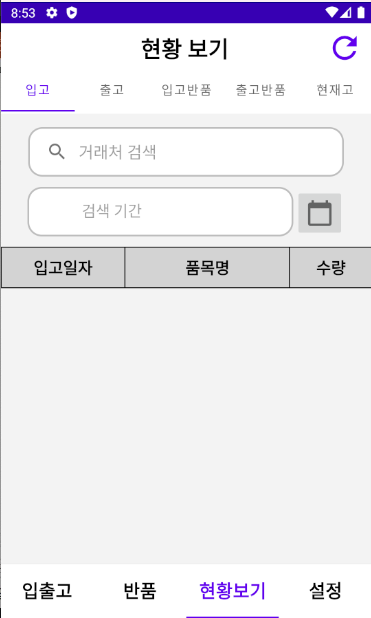 8:53
현황 보기
입고 출고 입고반품 출고반품 현재고
거래처 검색
검색 기간
입고일자 품목명 수량
입출고 반품 현황보기 설정